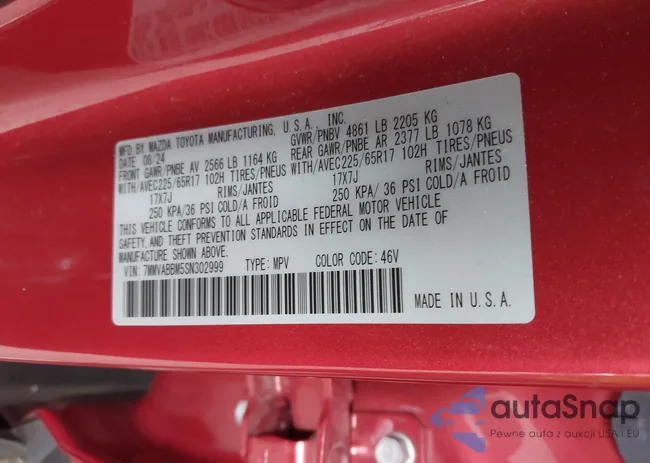 MFD.BY MAZDA TOYOTA MANUFACTURING, U.S.A. INC.
DATE 08/24 GVWR/PNBV 4861 LB 2205 KG
FRONT GAWR/PNBE AV 2566 LB 1164 KG REAR GAWR/PNBE AR 2377 LB 1078 KG
WITH/AVEC225/65R17 102H TIRES/PNEUS WITH/AVEC225/65R17 102H TIRES/PNEUS
17X7J RIMS/JANTES 17X7J RIMS/JANTES
250 KPA/36 PSI COLD/A FROID 250 KPA/36 PSI COLD/A FROID
THIS VEHICLE CONFORMS TO ALL APPLICABLE FEDERAL MOTOR VEHICLE
SAFETY, AND THEFT PREVENTION STANDARDS IN EFFECT ON THE DATE OF
MANUFACTURE SHOWN ABOVE.
VIN: 7MMVABBM5SN302999 TYPE: MPV COLOR CODE: 46V
MADE IN U.S.A.
autaSnap
Pewne auta z aukcji USA i EU